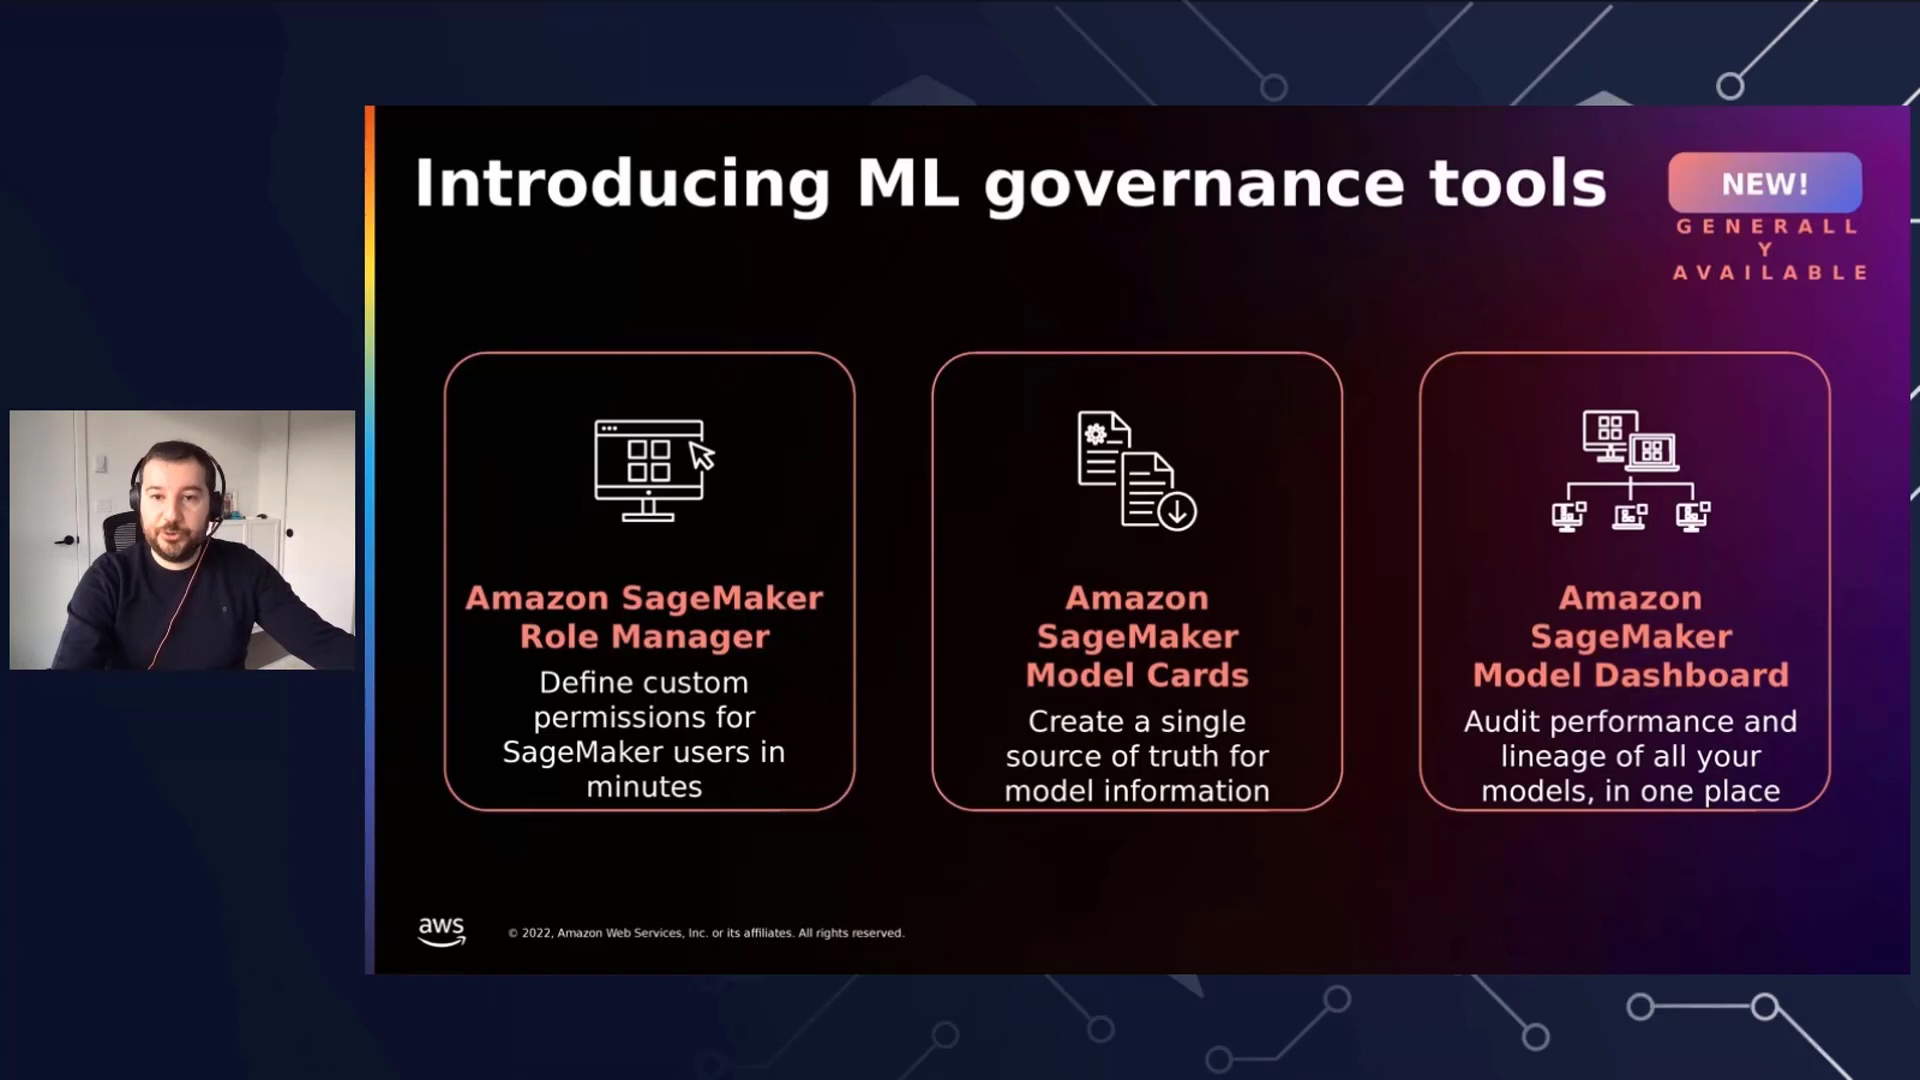 Introducing ML governance tools
NEW!
GENERALL
Y
AVAILABLE
Amazon SageMaker
Role Manager
Define custom
permissions for
SageMaker users in
minutes
Amazon
SageMaker
Model Cards
Create a single
source of truth for
model information
Amazon
SageMaker
Model Dashboard
Audit performance and
lineage of all your
models, in one place
aws
© 2022, Amazon Web Services, Inc. or its affiliates. All rights reserved.